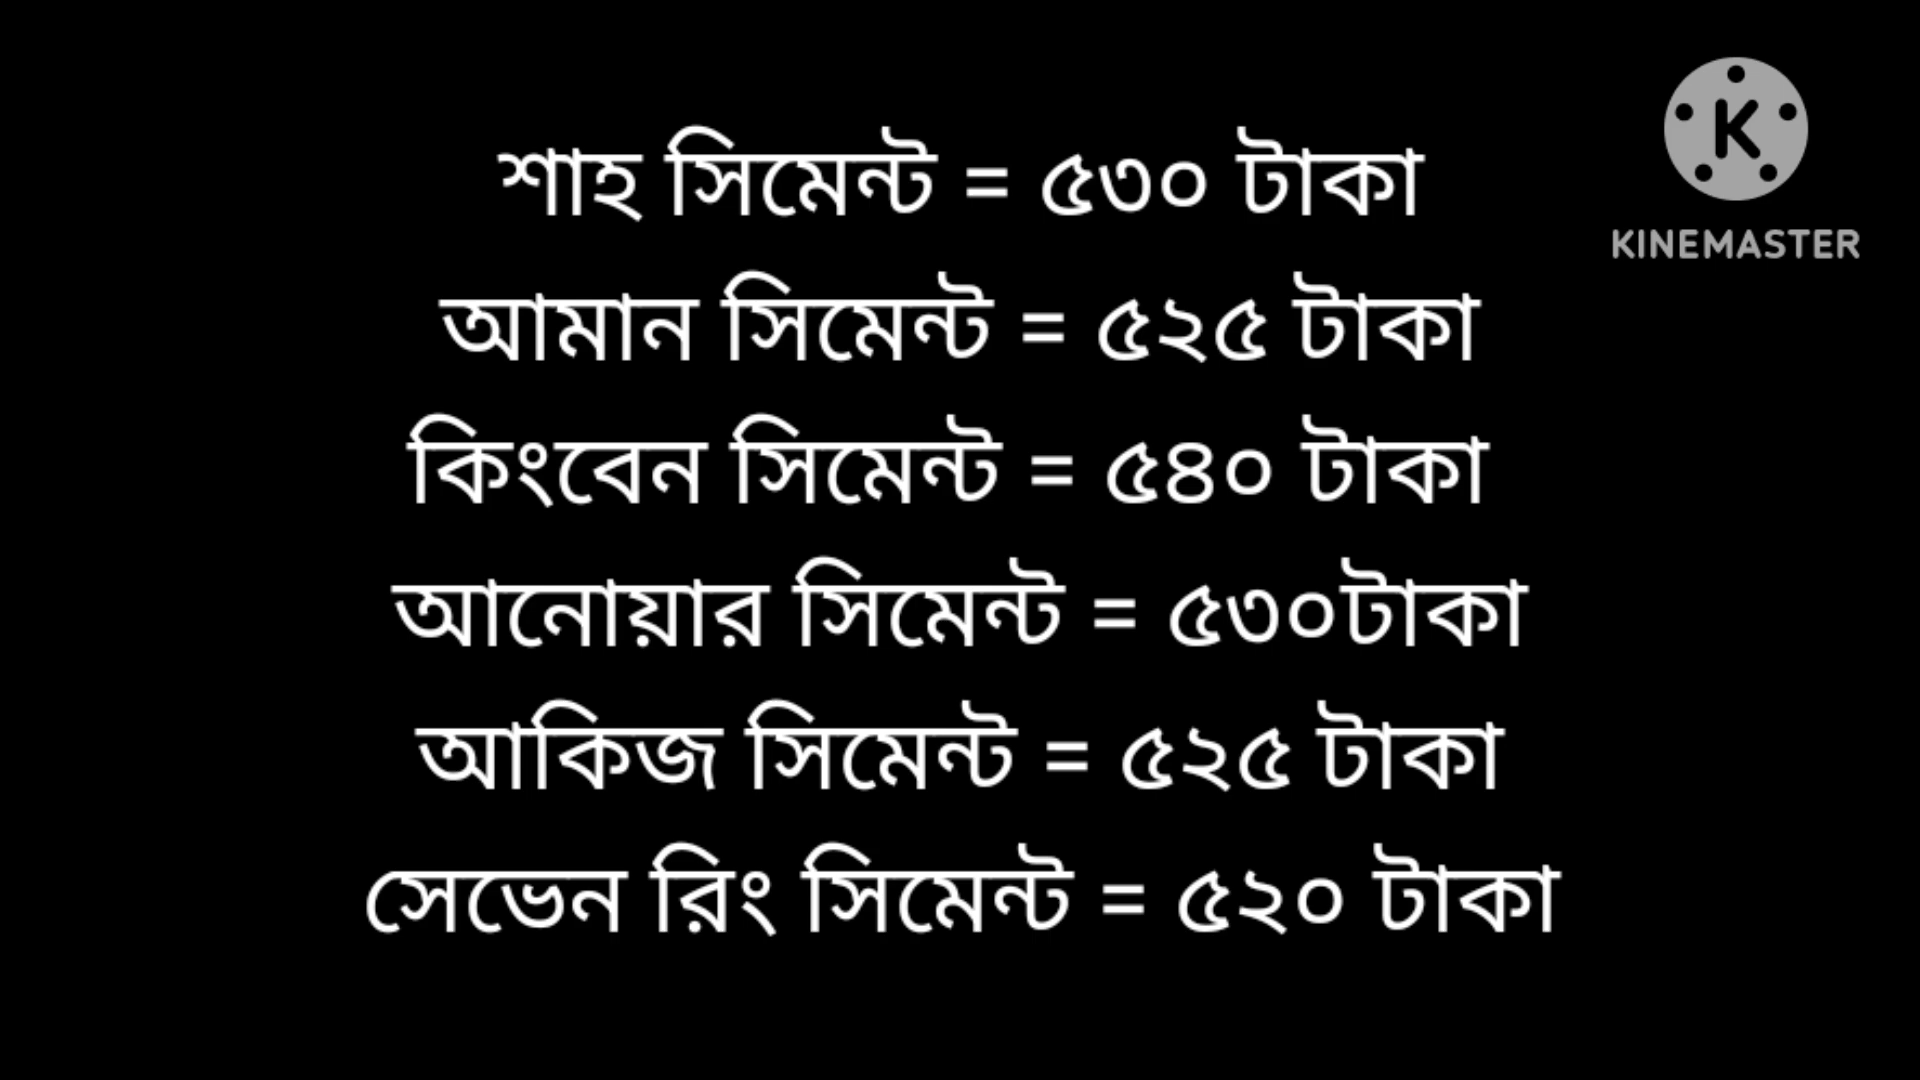 শাহ সিমেন্ট = ৫৩০ টাকা
আমান সিমেন্ট = ৫২৫ টাকা
কিংবেন সিমেন্ট = ৫৪০ টাকা
আনোয়ার সিমেন্ট = ৫৩০টাকা
আকিজ সিমেন্ট = ৫২৫ টাকা
সেভেন রিং সিমেন্ট = ৫২০ টাকা
K
KINEMASTER